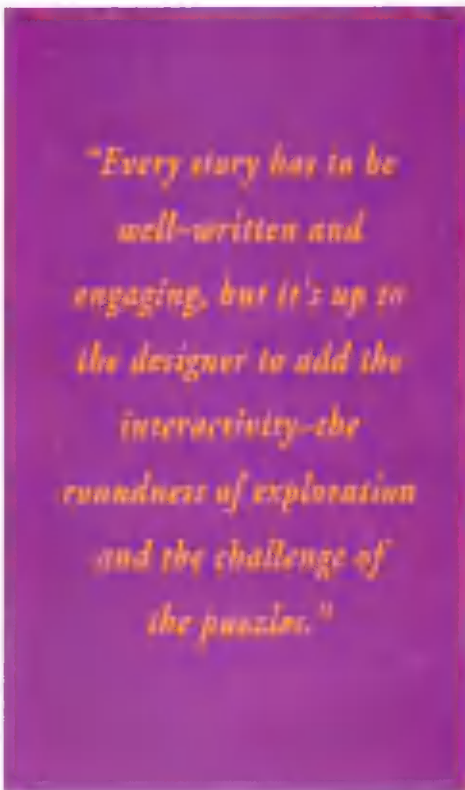 "Every story has to be
well-written and
engaging, but it's up to
the designer to add the
interactivity–the
roundness of exploration
and the challenge of
the puzzles."